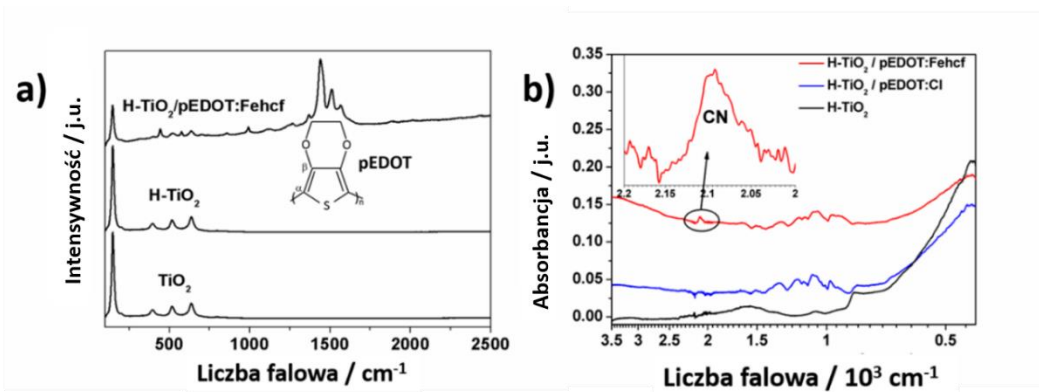 a)
Intensywność / j.u.
H-TiO₂/pEDOT:Fehcf
O O
β
α
S
n
pEDOT
H-TiO₂
TiO₂
500 1000 1500 2000 2500
Liczba falowa / cm⁻¹
b)
Absorbancja / j.u.
0.35
0.30
0.25
0.20
0.15
0.10
0.05
0.00
H-TiO₂ / pEDOT:Fehcf
H-TiO₂ / pEDOT:Cl
H-TiO₂
CN
2.2 2.15 2.1 2.05 2
3.5 3 2.5 2 1.5 1 0.5
Liczba falowa / 10³ cm⁻¹